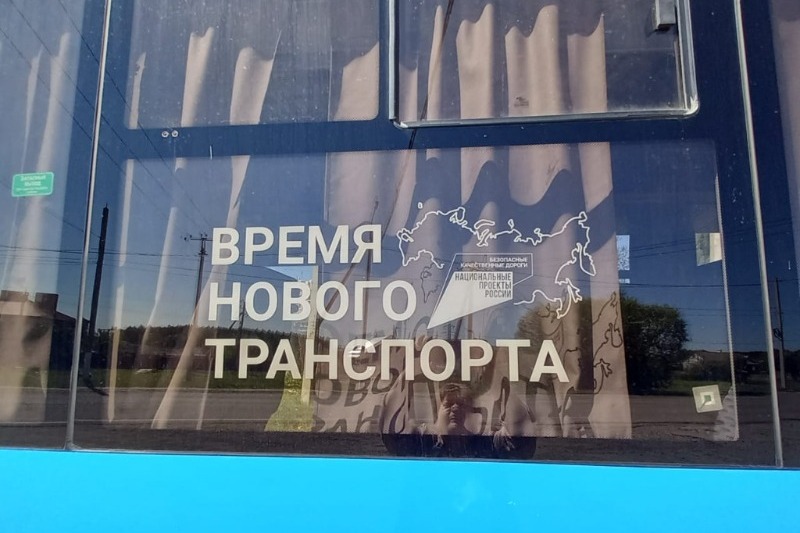 ВРЕМЯ
НОВОГО
ТРАНСПОРТА
БЕЗОПАСНЫЕ
КАЧЕСТВЕННЫЕ ДОРОГИ
НАЦИОНАЛЬНЫЕ
ПРОЕКТЫ
РОССИИ